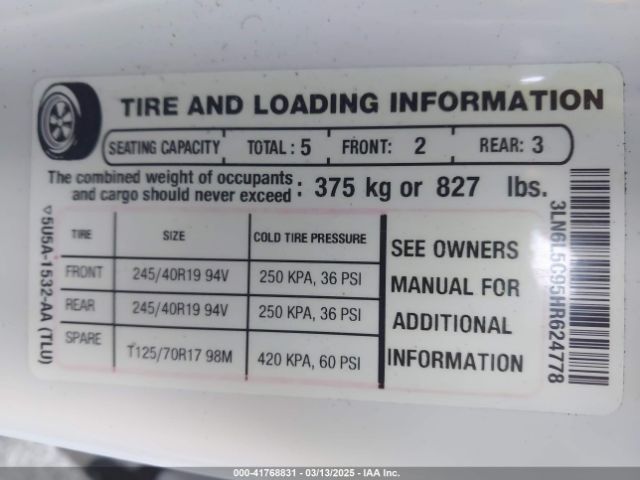 TIRE AND LOADING INFORMATION
SEATING CAPACITY TOTAL : 5 FRONT: 2 REAR: 3
The combined weight of occupants
and cargo should never exceed : 375 kg or 827 lbs.
TIRE SIZE COLD TIRE PRESSURE
FRONT 245/40R19 94V 250 KPA, 36 PSI
REAR 245/40R19 94V 250 KPA, 36 PSI
SPARE T125/70R17 98M 420 KPA, 60 PSI
SEE OWNERS
MANUAL FOR
ADDITIONAL
INFORMATION
5U5A-1532-AA (TLU)
3LN6L5C95HR624778
000-41768831 - 03/13/2025 - IAA, Inc.